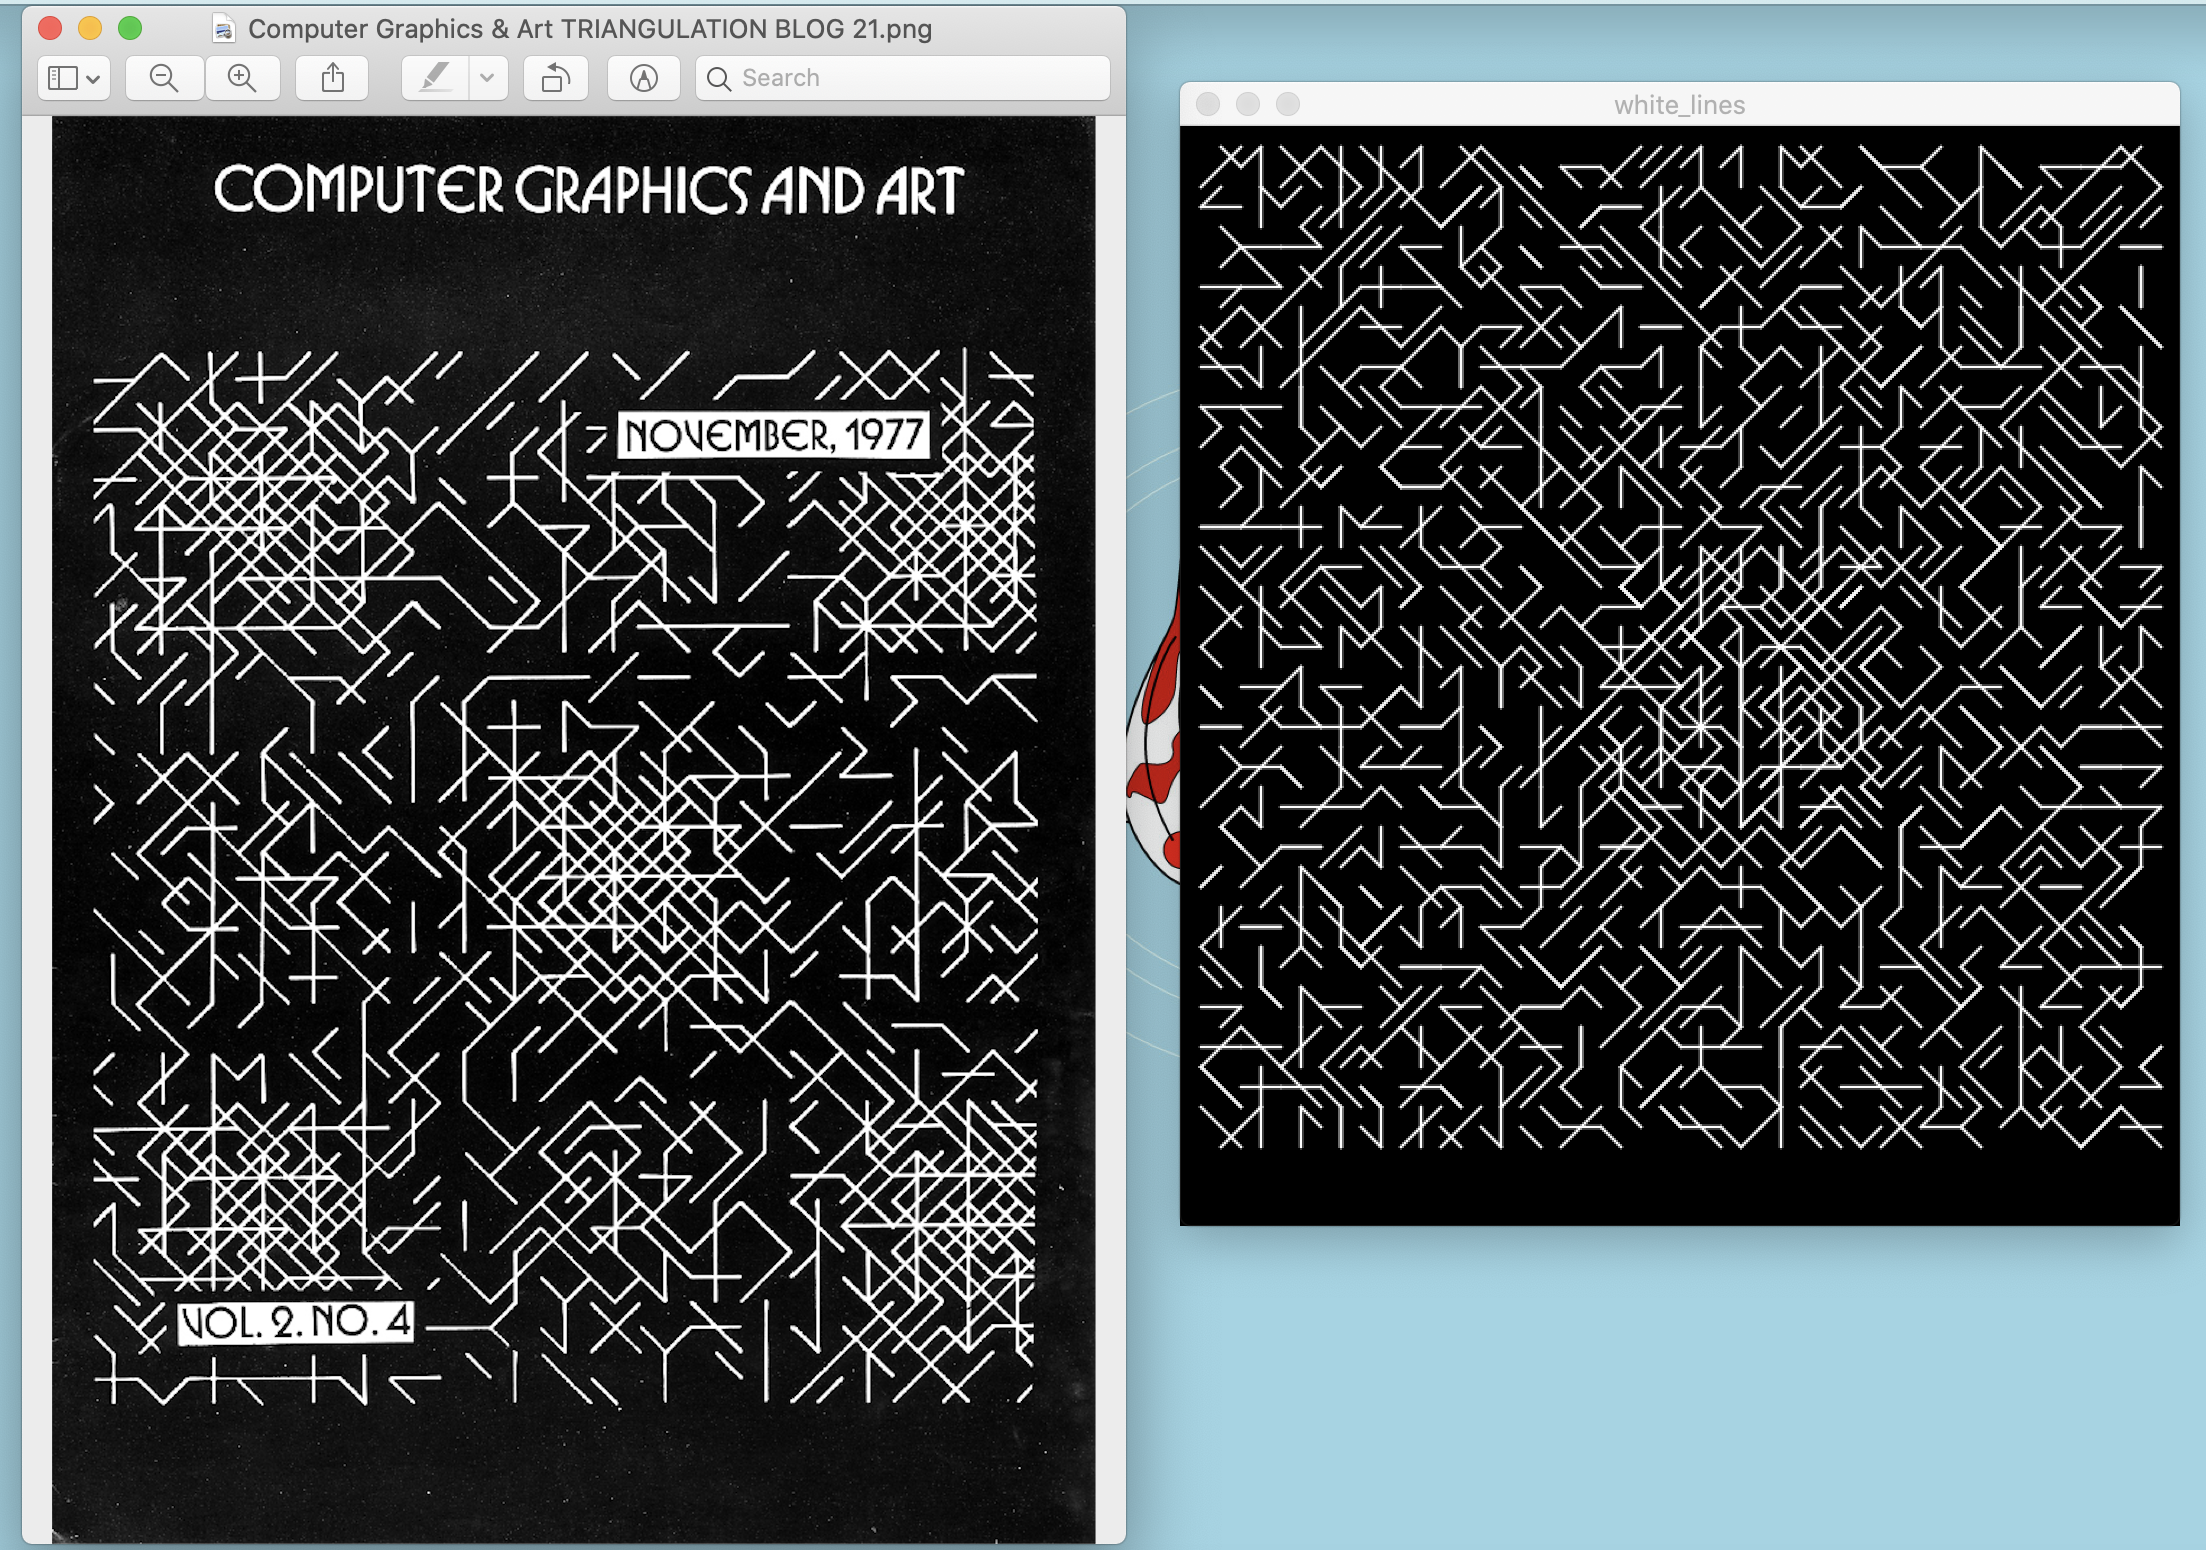 Computer Graphics & Art TRIANGULATION BLOG 21.png
Search
COMPUTER GRAPHICS AND ART
NOVEMBER, 1977
VOL. 2. NO. 4
white_lines